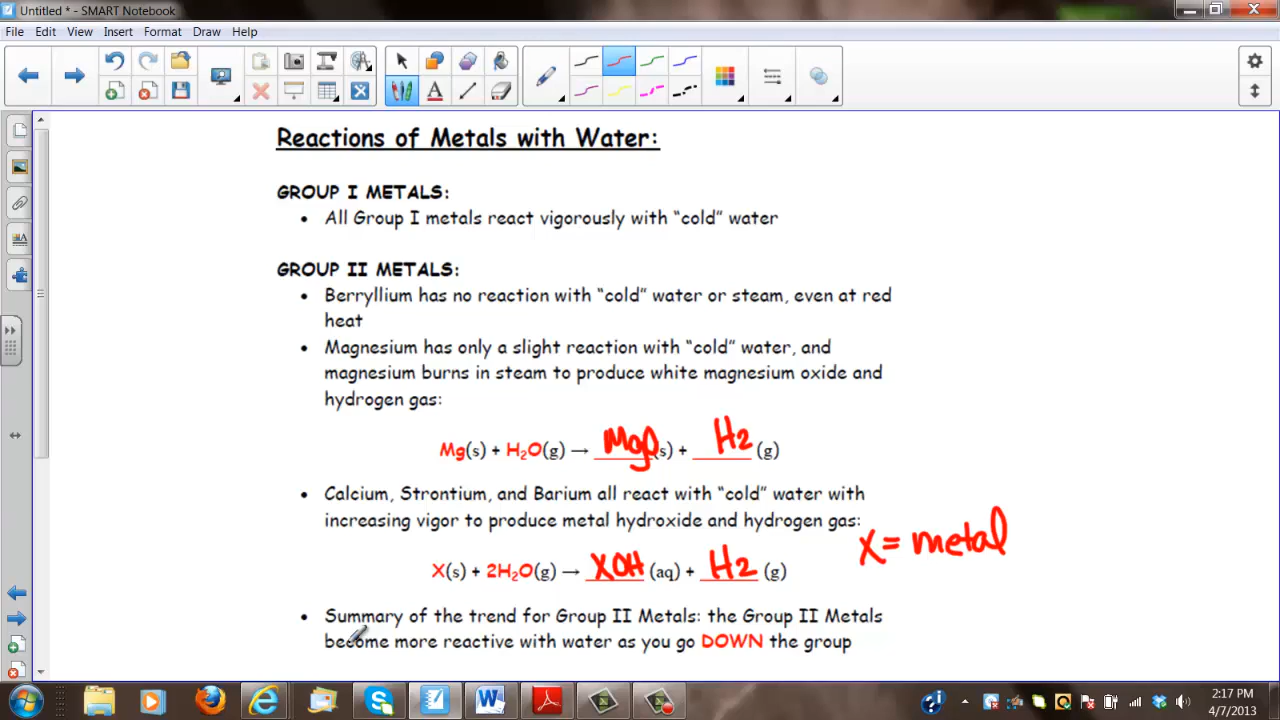 Untitled * - SMART Notebook
File Edit View Insert Format Draw Help
Reactions of Metals with Water:
GROUP I METALS:
• All Group I metals react vigorously with “cold” water
GROUP II METALS:
• Berryllium has no reaction with “cold” water or steam, even at red
heat
• Magnesium has only a slight reaction with “cold” water, and
magnesium burns in steam to produce white magnesium oxide and
hydrogen gas:
Mg(s) + H₂O(g) → MgO(s) + H2 (g)
• Calcium, Strontium, and Barium all react with “cold” water with
increasing vigor to produce metal hydroxide and hydrogen gas:
X= metal
X(s) + 2H₂O(g) → XOH (aq) + H2 (g)
• Summary of the trend for Group II Metals: the Group II Metals
become more reactive with water as you go DOWN the group
2:17 PM
4/7/2013